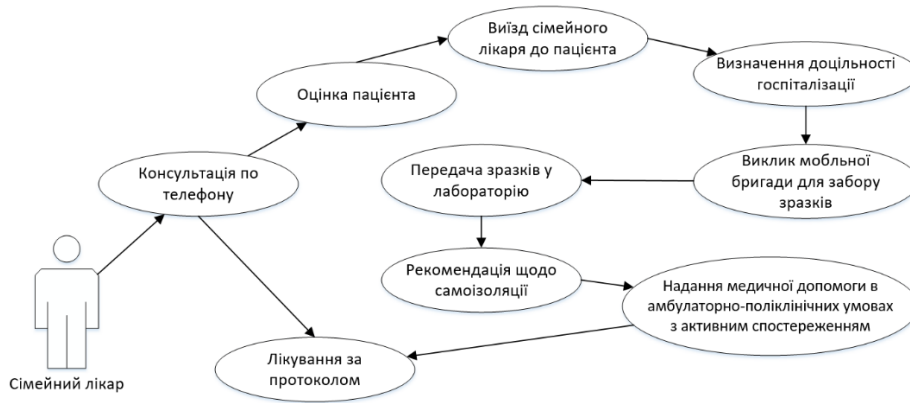 Виїзд сімейного
лікаря до пацієнта
Визначення доцільності
госпіталізації
Оцінка пацієнта
Консультація по
телефону
Передача зразків у
лабораторію
Виклик мобльної
бригади для забору
зразків
Рекомендація щодо
самоізоляції
Надання медичної допомоги в
амбулаторно-поліклінічних умовах
з активним спостереженням
Лікування за
протоколом
Сімейний лікар